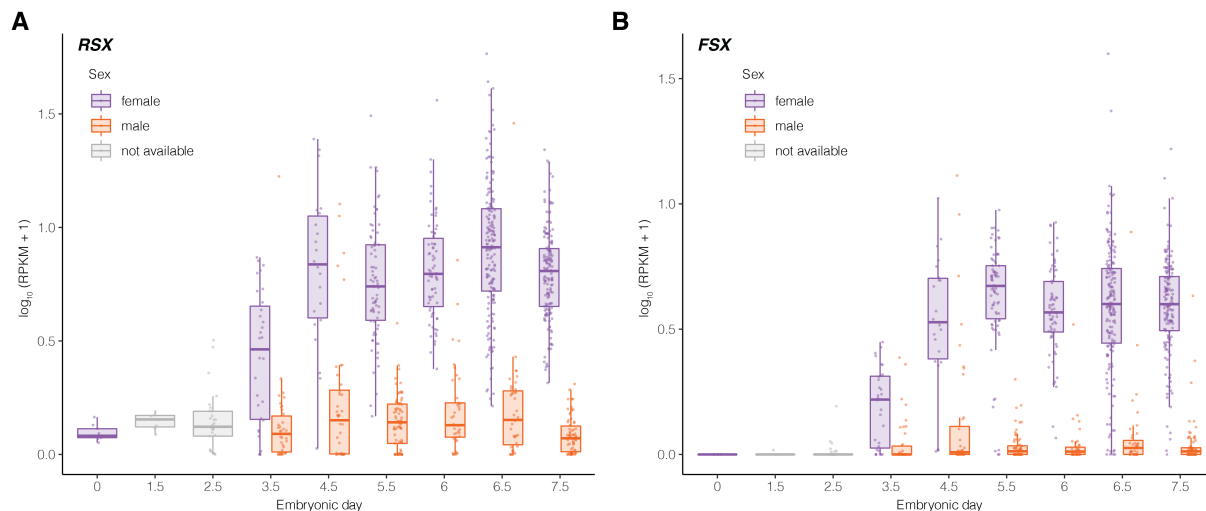 A
RSX
Sex
female
male
not available
log10 (RPKM + 1)
1.5
1.0
0.5
0.0
0 1.5 2.5 3.5 4.5 5.5 6 6.5 7.5
Embryonic day
B
FSX
Sex
female
male
not available
log10 (RPKM + 1)
1.5
1.0
0.5
0.0
0 1.5 2.5 3.5 4.5 5.5 6 6.5 7.5
Embryonic day